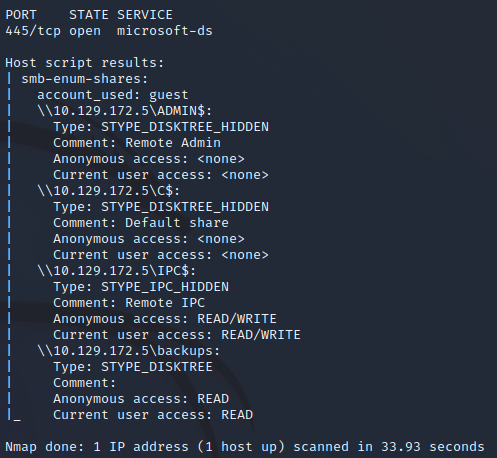 PORT    STATE SERVICE
445/tcp open  microsoft-ds

Host script results:
| smb-enum-shares:
|   account_used: guest
|   \\10.129.172.5\ADMIN$:
|     Type: STYPE_DISKTREE_HIDDEN
|     Comment: Remote Admin
|     Anonymous access: <none>
|     Current user access: <none>
|   \\10.129.172.5\C$:
|     Type: STYPE_DISKTREE_HIDDEN
|     Comment: Default share
|     Anonymous access: <none>
|     Current user access: <none>
|   \\10.129.172.5\IPC$:
|     Type: STYPE_IPC_HIDDEN
|     Comment: Remote IPC
|     Anonymous access: READ/WRITE
|     Current user access: READ/WRITE
|   \\10.129.172.5\backups:
|     Type: STYPE_DISKTREE
|     Comment:
|     Anonymous access: READ
|_    Current user access: READ

Nmap done: 1 IP address (1 host up) scanned in 33.93 seconds